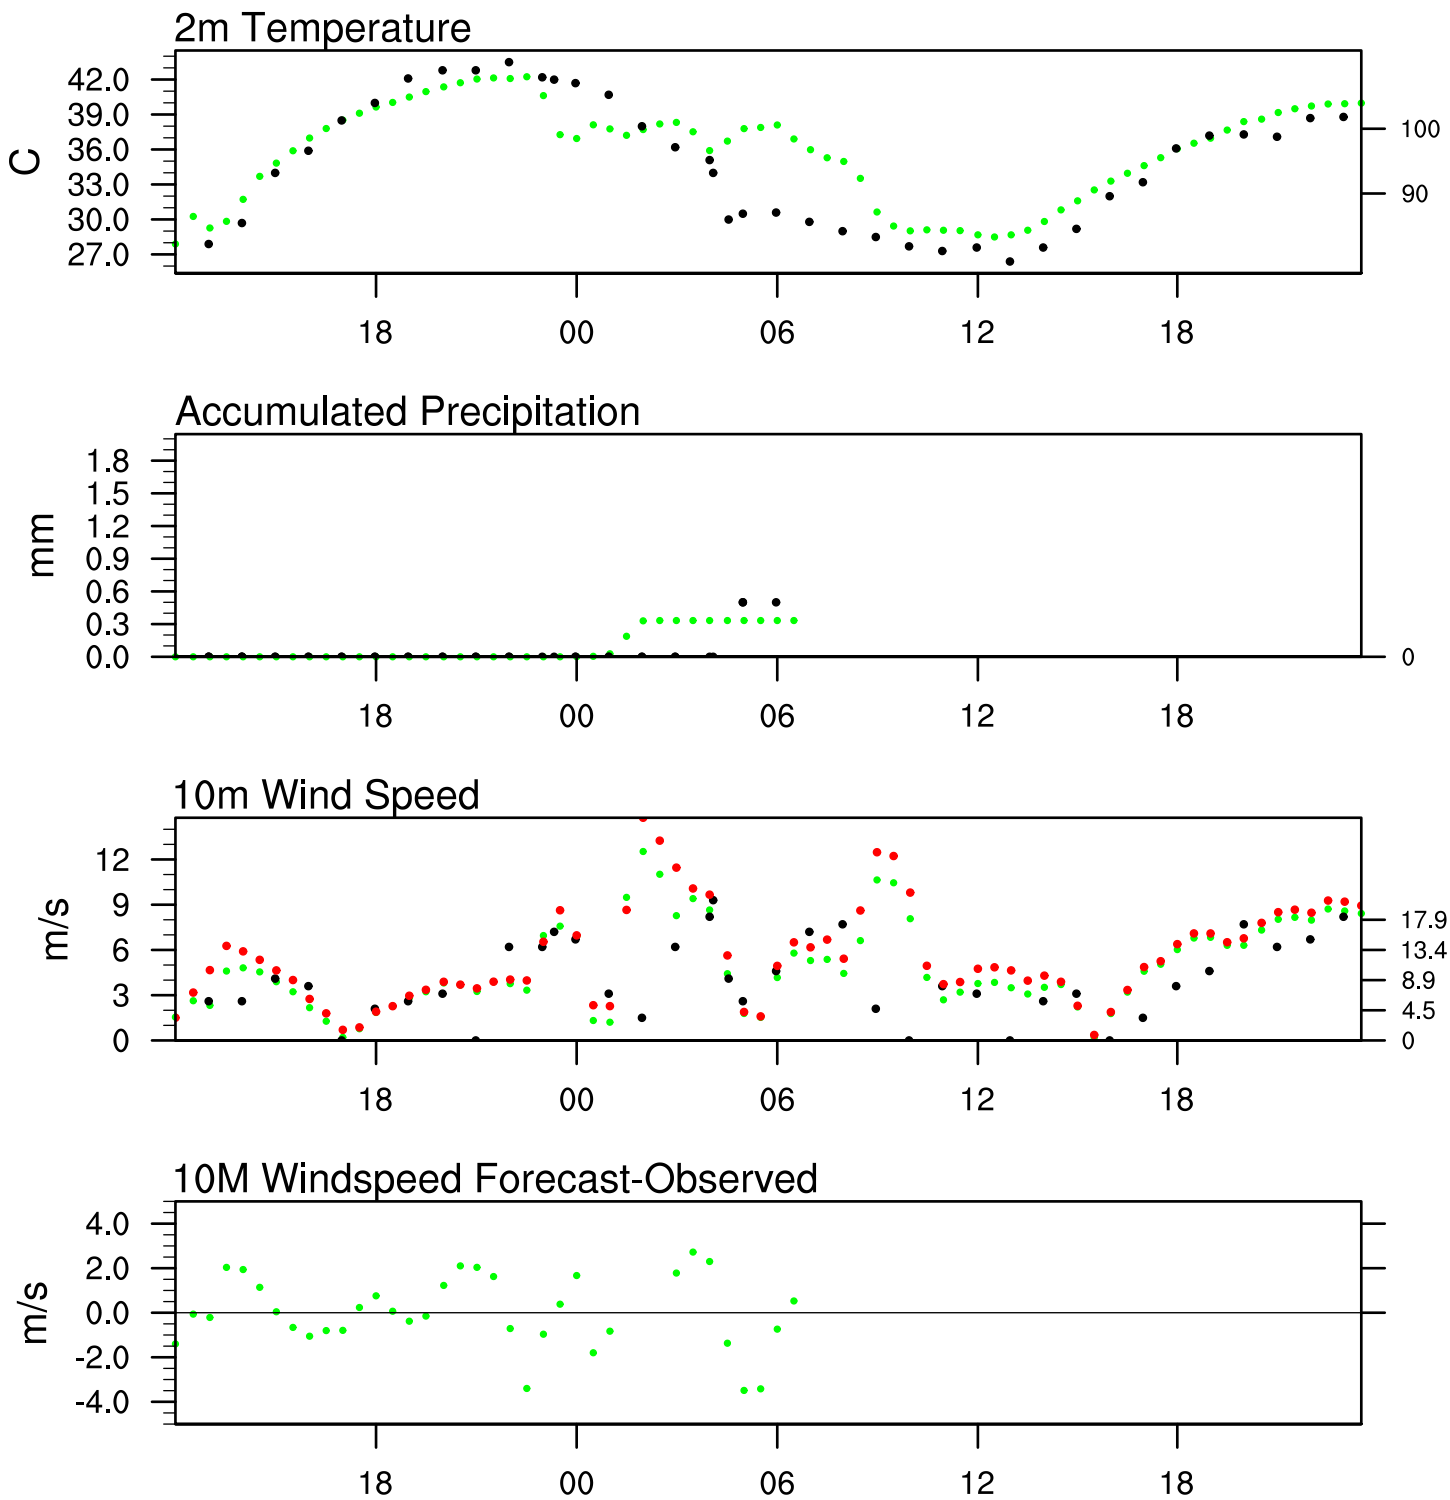 2m Temperature
42.0
39.0
36.0
33.0
30.0
27.0
C
100
90
18 00 06 12 18
Accumulated Precipitation
1.8
1.5
1.2
0.9
0.6
0.3
0.0
mm
0
18 00 06 12 18
10m Wind Speed
12
9
6
3
0
m/s
17.9
13.4
8.9
4.5
0
18 00 06 12 18
10M Windspeed Forecast-Observed
4.0
2.0
0.0
-2.0
-4.0
m/s
18 00 06 12 18